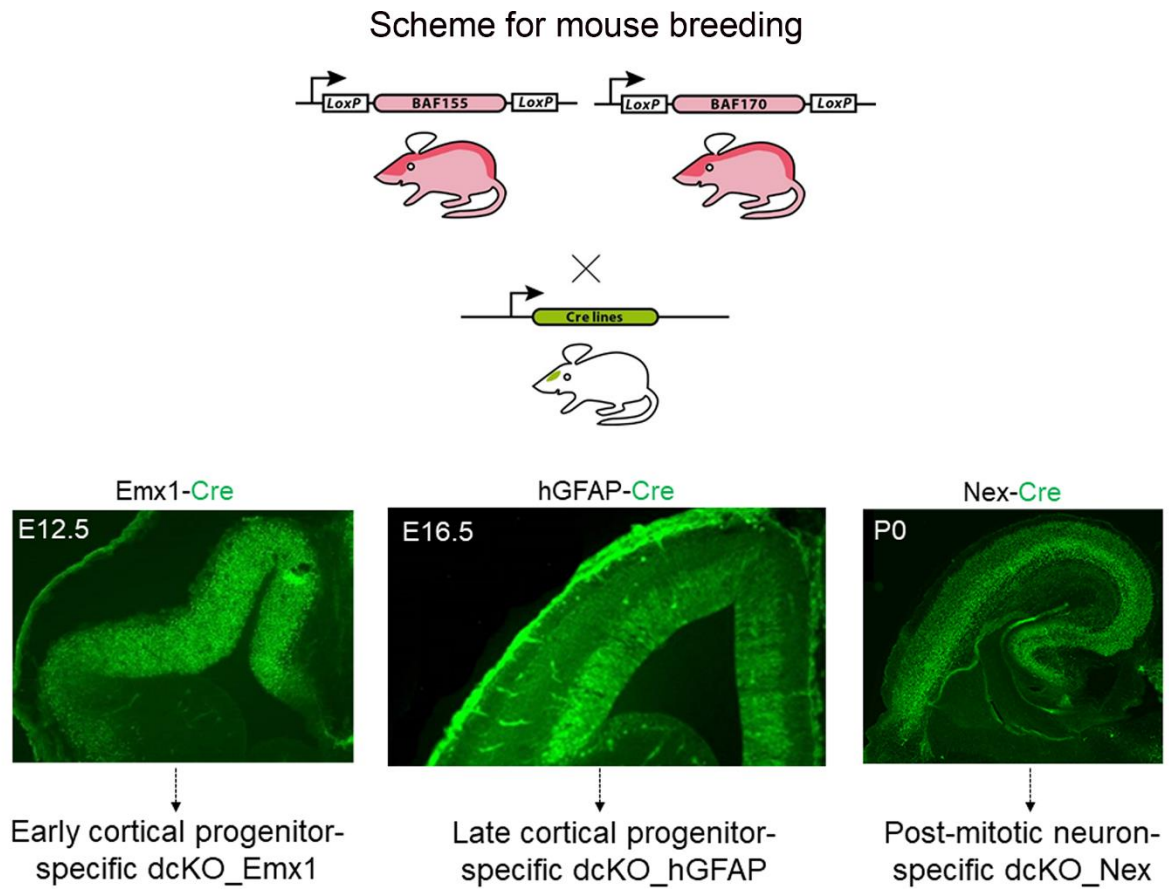 Scheme for mouse breeding
LoxP BAF155 LoxP
LoxP BAF170 LoxP
Cre lines
Emx1-Cre
hGFAP-Cre
Nex-Cre
E12.5
E16.5
P0
Early cortical progenitor-
specific dcKO_Emx1
Late cortical progenitor-
specific dcKO_hGFAP
Post-mitotic neuron-
specific dcKO_Nex